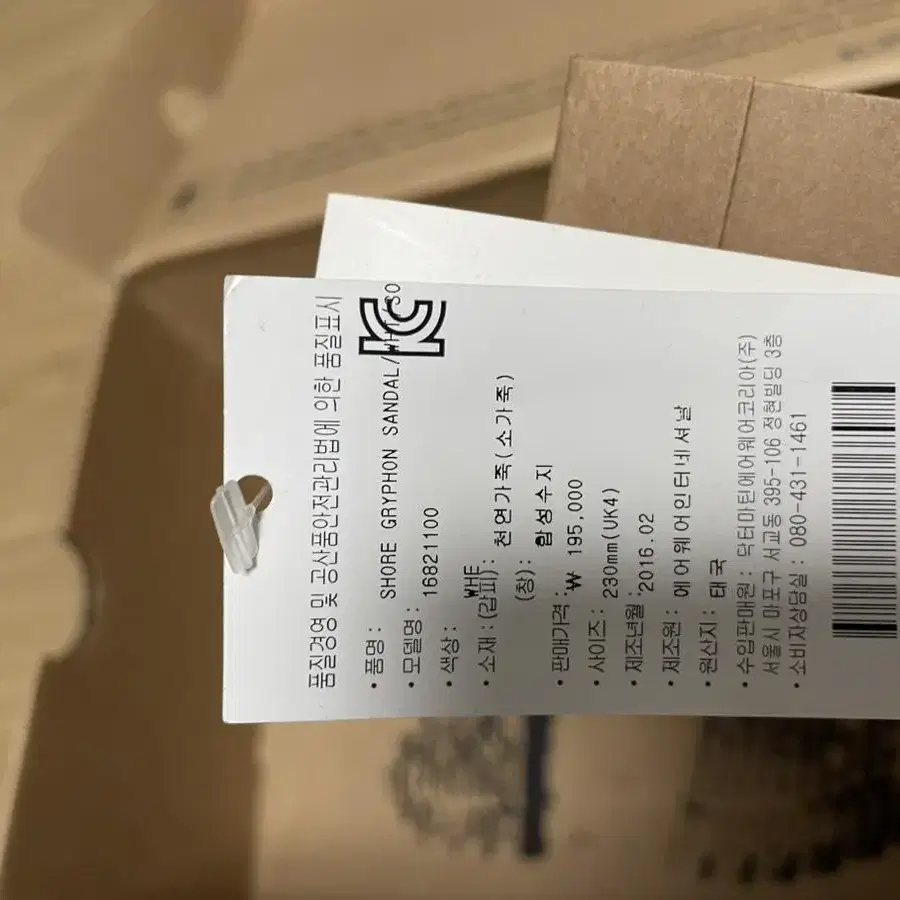 품질경영 및 공산품안전관리법에 의한 품질표시
• 품명 : SHORE GRYPHON SANDAL/WHT/SO
• 모델명 : 16821100
• 색상 : WHE
• 소재 : (갑피) : 천연가죽(소가죽)
(창) : 합성수지
• 판매가격 : ₩ 195,000
• 사이즈 : 230mm(UK4)
• 제조년월 : 2016.02
• 제조원 : 에어웨어인터네셔날
• 원산지 : 태국
• 수입판매원 : 닥터마틴에어웨어코리아(주)
서울시 마포구 서교동 395-106 정현빌딩 3층
• 소비자상담실 : 080-431-1461